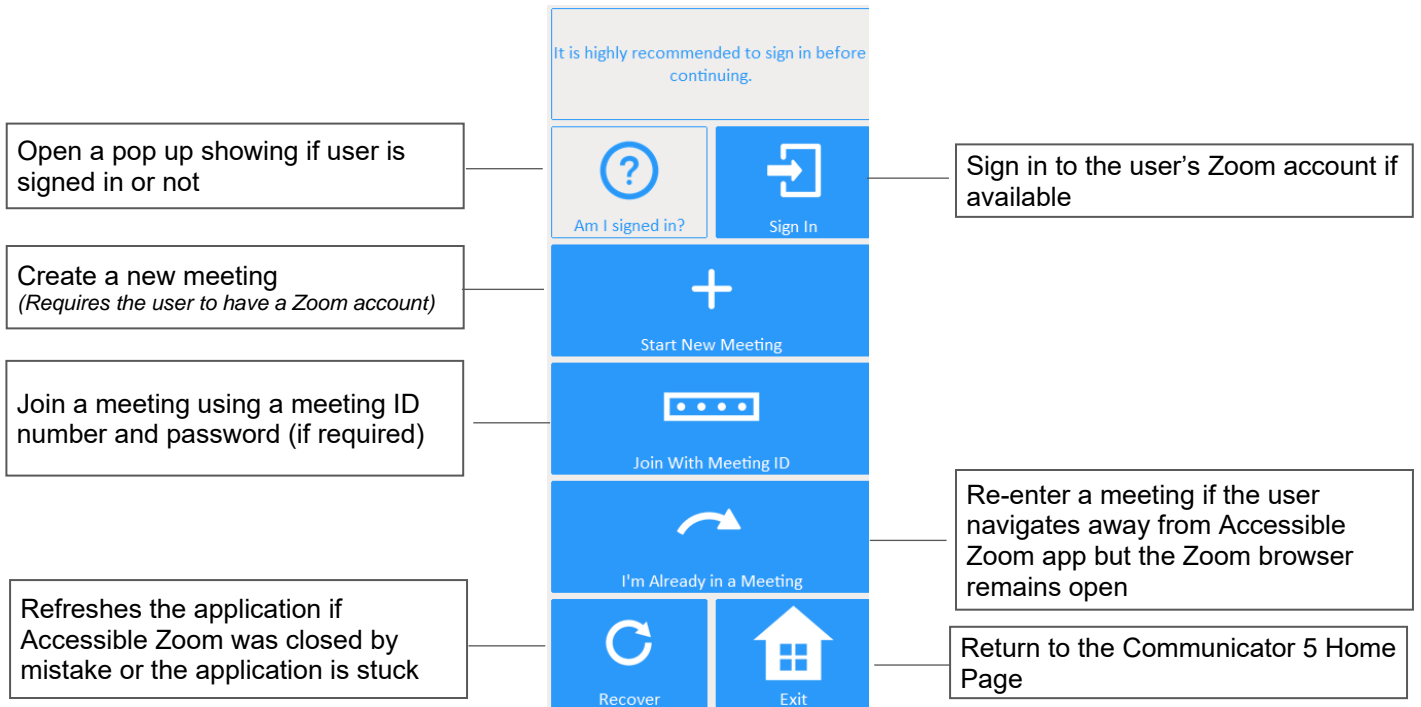 It is highly recommended to sign in before
continuing.
Open a pop up showing if user is
signed in or not
?
Am I signed in?
Sign In
Sign in to the user’s Zoom account if
available
Create a new meeting
(Requires the user to have a Zoom account)
Start New Meeting
Join a meeting using a meeting ID
number and password (if required)
Join With Meeting ID
Re-enter a meeting if the user
navigates away from Accessible
Zoom app but the Zoom browser
remains open
I'm Already in a Meeting
Refreshes the application if
Accessible Zoom was closed by
mistake or the application is stuck
Recover
Exit
Return to the Communicator 5 Home
Page